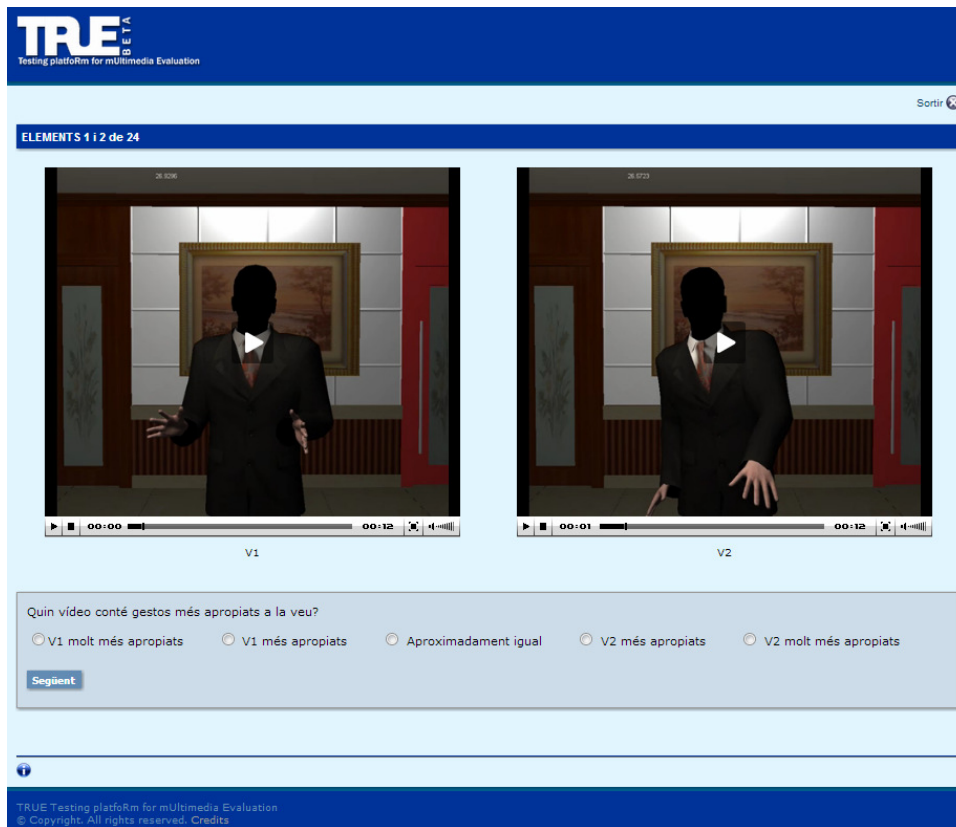 TRUE BETA
Testing platfoRm for mUltimedia Evaluation
Sortir
ELEMENTS 1 i 2 de 24
26.9296
26.5723
00:00 00:12
00:01 00:12
V1
V2
Quin vídeo conté gestos més apropiats a la veu?
V1 molt més apropiats V1 més apropiats Aproximadament igual V2 més apropiats V2 molt més apropiats
Següent
TRUE Testing platfoRm for mUltimedia Evaluation
© Copyright. All rights reserved. Credits